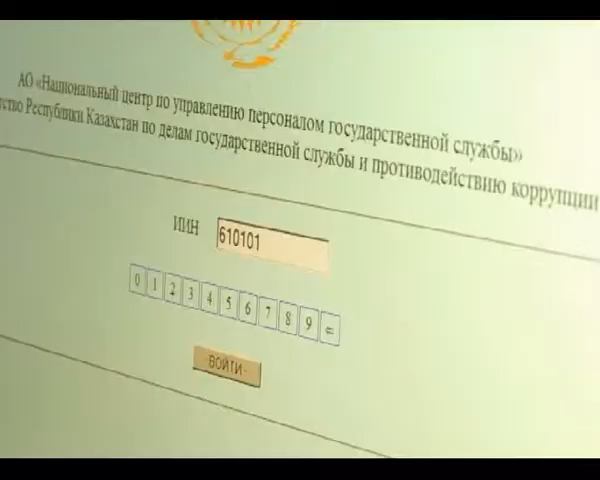 АО «Национальный центр по управлению персоналом государственной службы»
Республики Казахстан по делам государственной службы и противодействию коррупции
ИИН 610101
0 1 2 3 4 5 6 7 8 9 ⇐
ВОЙТИ